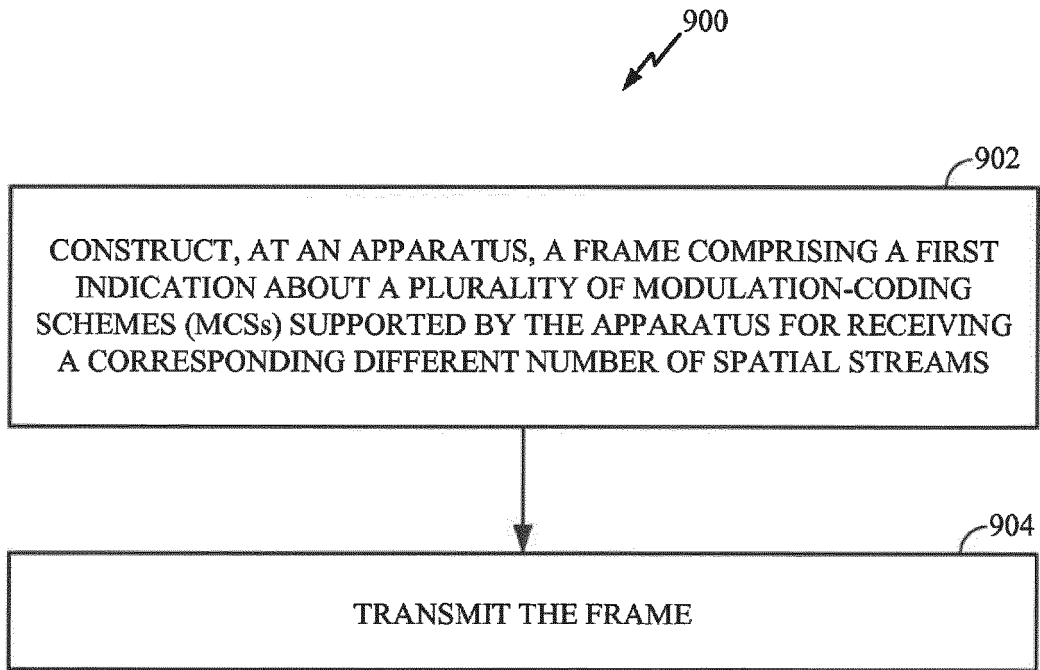 900
902
CONSTRUCT, AT AN APPARATUS, A FRAME COMPRISING A FIRST
INDICATION ABOUT A PLURALITY OF MODULATION-CODING
SCHEMES (MCSs) SUPPORTED BY THE APPARATUS FOR RECEIVING
A CORRESPONDING DIFFERENT NUMBER OF SPATIAL STREAMS
904
TRANSMIT THE FRAME